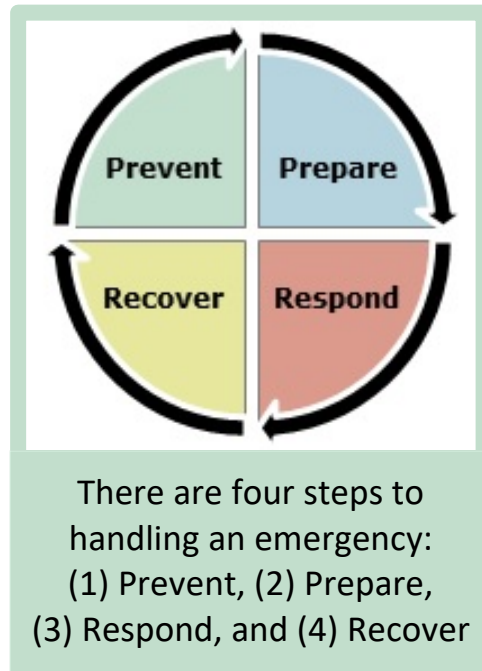 Prevent
Prepare
Recover
Respond
There are four steps to
handling an emergency:
(1) Prevent, (2) Prepare,
(3) Respond, and (4) Recover